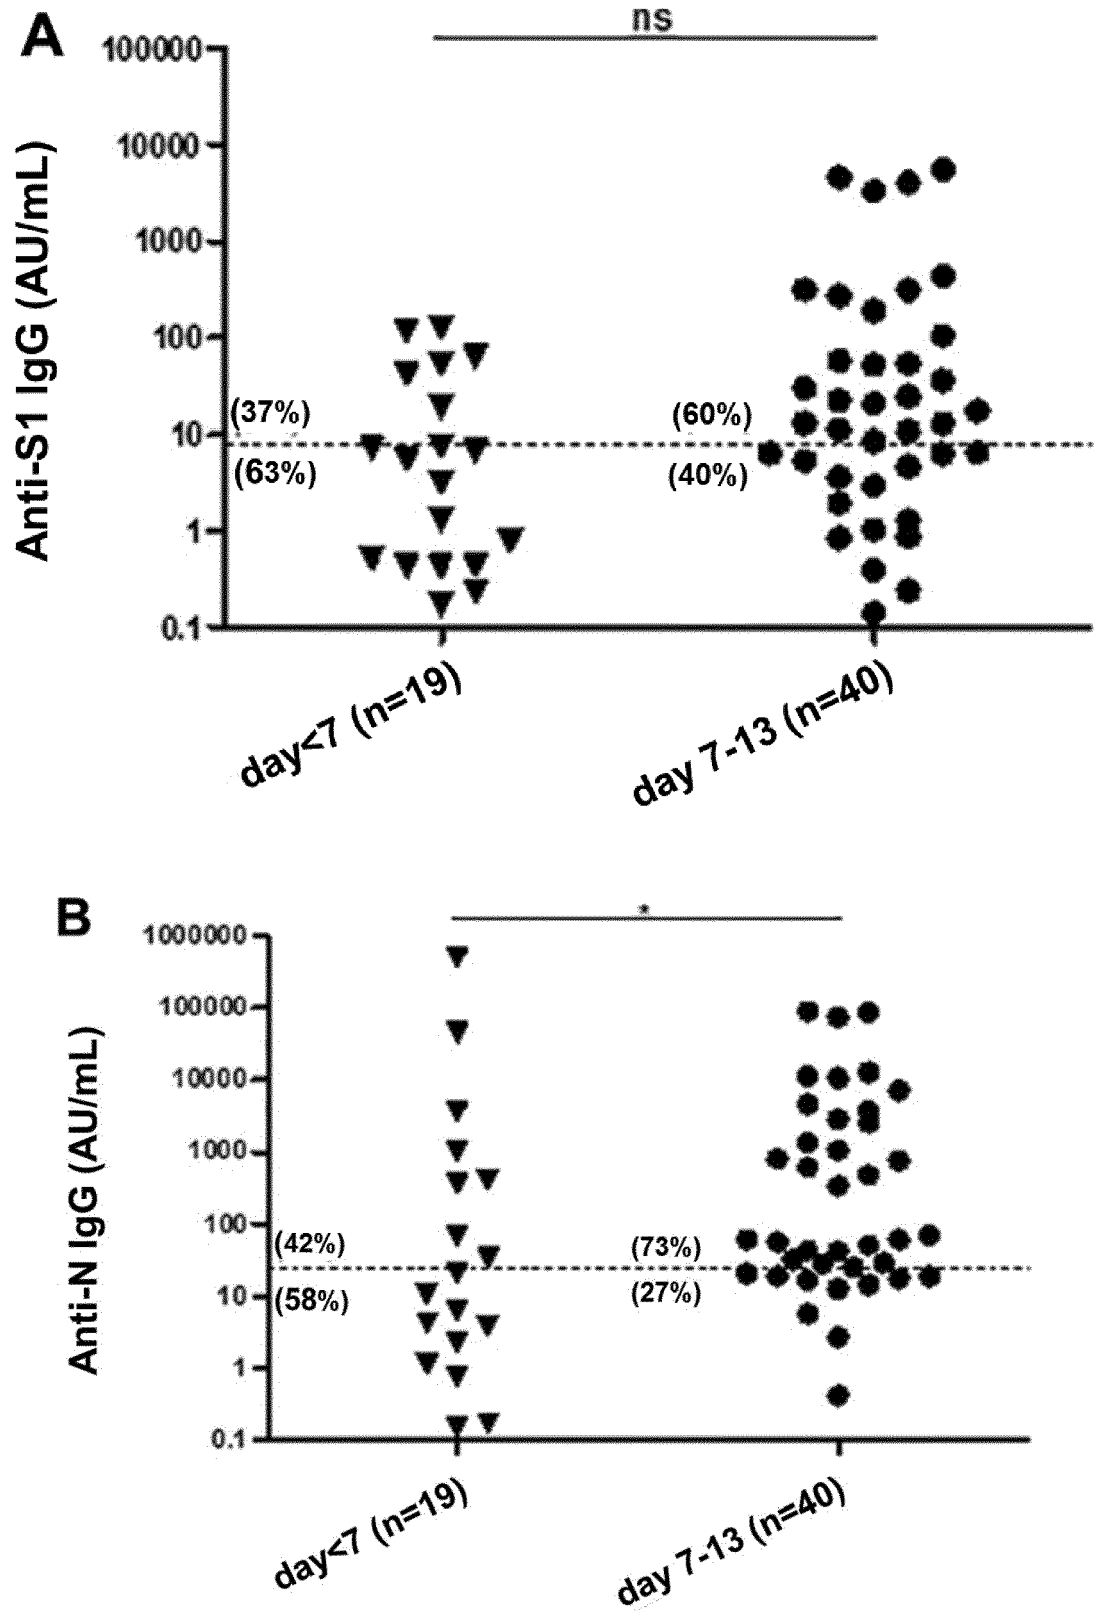 A
ns
100000
10000
1000
100
10
1
0.1
Anti-S1 IgG (AU/mL)
(37%)
(63%)
(60%)
(40%)
day<7 (n=19)
day 7-13 (n=40)
B
*
1000000
100000
10000
1000
100
10
1
0.1
Anti-N IgG (AU/mL)
(42%)
(58%)
(73%)
(27%)
day<7 (n=19)
day 7-13 (n=40)